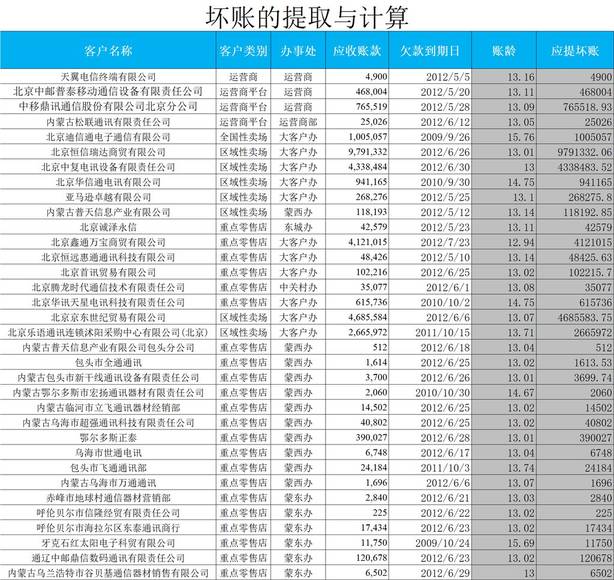 坏账的提取与计算
客户名称 客户类别 办事处 应收账款 欠款到期日 账龄 应提坏账
天翼电信终端有限公司 运营商 运营商 4,900 2012/5/5 13.16 4900
北京中邮普泰移动通信设备有限责任公司 运营商平台 运营商 468,004 2012/5/20 13.11 468004
中移鼎讯通信股份有限公司北京分公司 运营商平台 运营商 765,519 2012/5/28 13.09 765518.93
内蒙古松联通讯有限责任公司 运营商平台 运营商部 25,026 2012/6/12 13.05 25026
北京迪信通电子通信有限公司 全国性卖场 大客户办 1,005,057 2009/9/26 15.76 1005057
北京恒信瑞达商贸有限公司 区域性卖场 大客户办 9,791,332 2012/6/26 13.01 9791332.06
北京中复电讯设备有限责任公司 区域性卖场 大客户办 4,338,484 2012/6/30 13 4338483.52
北京华信通电讯有限公司 区域性卖场 大客户办 941,165 2010/9/30 14.75 941165
亚马逊卓越有限公司 区域性卖场 大客户办 268,276 2012/5/25 13.1 268275.8
内蒙古普天信息产业有限公司 区域性卖场 蒙西办 118,193 2012/5/12 13.14 118192.85
北京诚泽永信 重点零售店 东城办 42,579 2012/5/23 13.11 42579
北京鑫通万宝商贸有限公司 重点零售店 大客户办 4,121,015 2012/7/23 12.94 4121015
北京恒远惠通通讯科技有限公司 重点零售店 大客户办 48,426 2012/5/10 13.14 48425.63
北京首讯贸易有限公司 重点零售店 大客户办 102,216 2012/6/25 13.02 102215.7
北京腾龙时代通信技术有限责任公司 重点零售店 中关村办 35,077 2012/6/1 13.08 35077
北京华讯天星电讯科技有限责任公司 重点零售店 大客户办 615,736 2010/10/2 14.75 615736
北京京东世纪贸易有限公司 区域性卖场 大客户办 4,685,584 2012/6/6 13.07 4685583.75
北京乐语通讯连锁沭阳采购中心有限公司(北京) 区域性卖场 大客户办 2,665,972 2011/10/15 13.71 2665972
内蒙古普天信息产业有限公司包头分公司 重点零售店 蒙西办 512 2012/6/18 13.04 512
包头市全通通讯 重点零售店 蒙西办 1,614 2012/6/25 13.02 1613.53
内蒙古包头市新干线通讯设备有限责任公司 重点零售店 蒙西办 3,700 2012/6/26 13.01 3699.74
内蒙古鄂尔多斯市宏扬通讯器材有限责任公司 重点零售店 蒙西办 2,060 2010/10/30 14.67 2060
内蒙古临河市立飞通讯器材经销部 重点零售店 蒙西办 14,502 2012/6/25 13.02 14502
内蒙古乌海市超强通讯科技有限责任公司 重点零售店 蒙西办 40,802 2012/6/25 13.02 40802
鄂尔多斯正泰 重点零售店 蒙西办 390,027 2012/6/28 13.01 390027
乌海市世通电讯 重点零售店 蒙西办 6,748 2012/6/17 13.04 6748
包头市飞通通讯部 重点零售店 蒙西办 24,184 2011/10/3 13.74 24184
内蒙古乌海市万通通讯 重点零售店 蒙西办 1,696 2012/6/6 13.07 1696
赤峰市地球村通信器材营销部 重点零售店 蒙东办 2,840 2012/6/21 13.03 2840
呼伦贝尔市信隆经贸有限责任公司 重点零售店 蒙东办 225 2012/6/22 13.02 225
呼伦贝尔市海拉尔区东泰通讯商行 重点零售店 蒙东办 17,434 2012/6/23 13.02 17434
牙克石红太阳电子科贸有限公司 重点零售店 蒙东办 11,750 2009/10/24 15.69 11750
通辽中邮鼎信数码通讯有限责任公司 重点零售店 蒙东办 120,678 2012/6/23 13.02 120678
内蒙古乌兰浩特市谷贝基通信器材销售有限公司 重点零售店 蒙东办 6,502 2012/6/29 13 6502